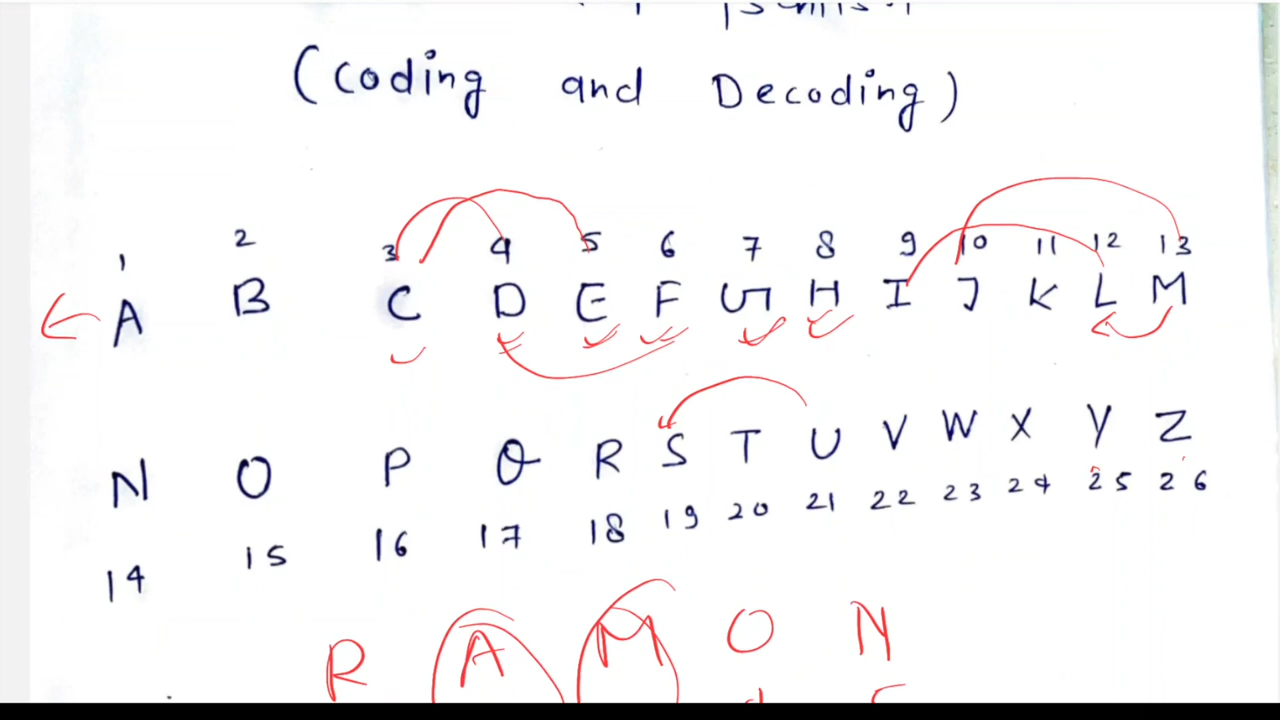 (Coding and Decoding)
1 2 3 4 5 6 7 8 9 10 11 12 13
A B C D E F G H I J K L M
N O P Q R S T U V W X Y Z
14 15 16 17 18 19 20 21 22 23 24 25 26
R A M O N